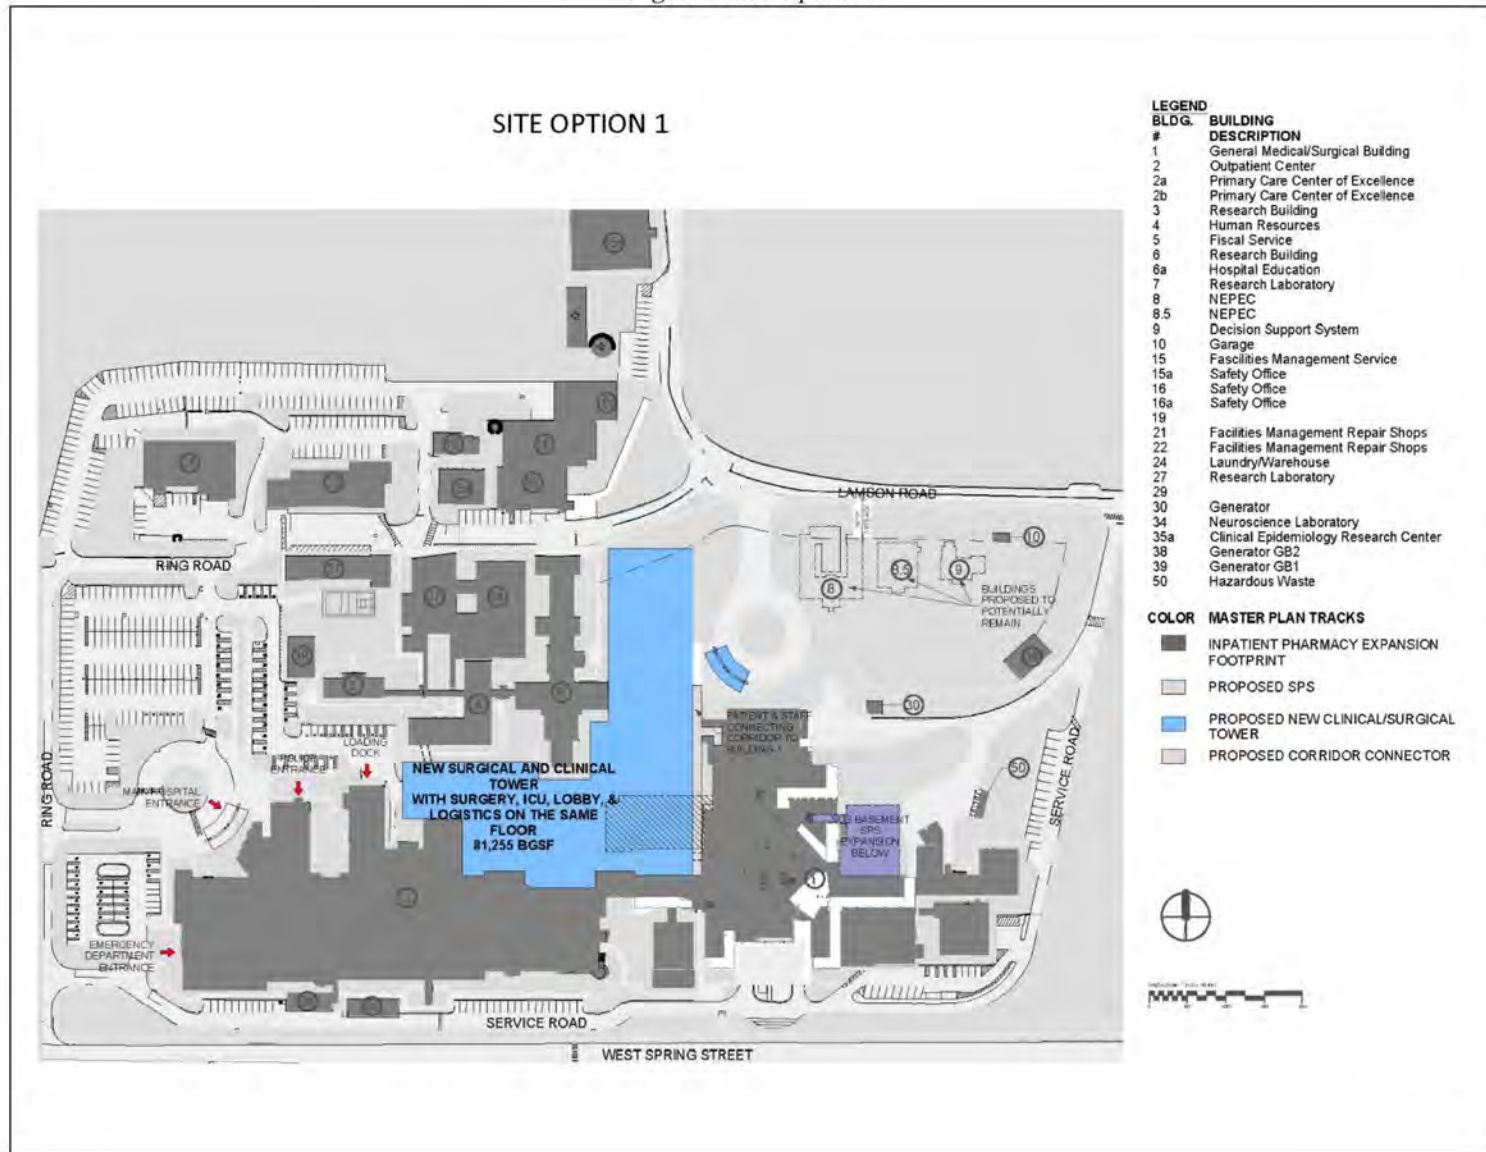 SITE OPTION 1
LEGEND
BLDG. BUILDING
# DESCRIPTION
1 General Medical/Surgical Building
2 Outpatient Center
2a Primary Care Center of Excellence
2b Primary Care Center of Excellence
3 Research Building
4 Human Resources
5 Fiscal Service
6 Research Building
6a Hospital Education
7 Research Laboratory
8 NEPEC
8.5 NEPEC
9 Decision Support System
10 Garage
15 Fascilities Management Service
15a Safety Office
16 Safety Office
16a Safety Office
19
21 Facilities Management Repair Shops
22 Facilities Management Repair Shops
24 Laundry/Warehouse
27 Research Laboratory
29
30 Generator
34 Neuroscience Laboratory
35a Clinical Epidemiology Research Center
38 Generator GB2
39 Generator GB1
50 Hazardous Waste
COLOR MASTER PLAN TRACKS
INPATIENT PHARMACY EXPANSION
FOOTPRINT
PROPOSED SPS
PROPOSED NEW CLINICAL/SURGICAL
TOWER
PROPOSED CORRIDOR CONNECTOR
LAMSON ROAD
10
8
8.5
9
BUILDINGS
PROPOSED TO
POTENTIALLY
REMAIN
RING ROAD
30
PATIENT & STAFF
CONNECTING
CORRIDOR TO
BUILDING 1
50
SERVICE ROAD
RING ROAD
LOADING
DOCK
ENTRANCE
MAIN HOSPITAL
ENTRANCE
NEW SURGICAL AND CLINICAL
TOWER
WITH SURGERY, ICU, LOBBY, &
LOGISTICS ON THE SAME
FLOOR
81,255 BGSF
BASEMENT
SPS
EXPANSION
BELOW
1
EMERGENCY
DEPARTMENT
ENTRANCE
SERVICE ROAD
WEST SPRING STREET